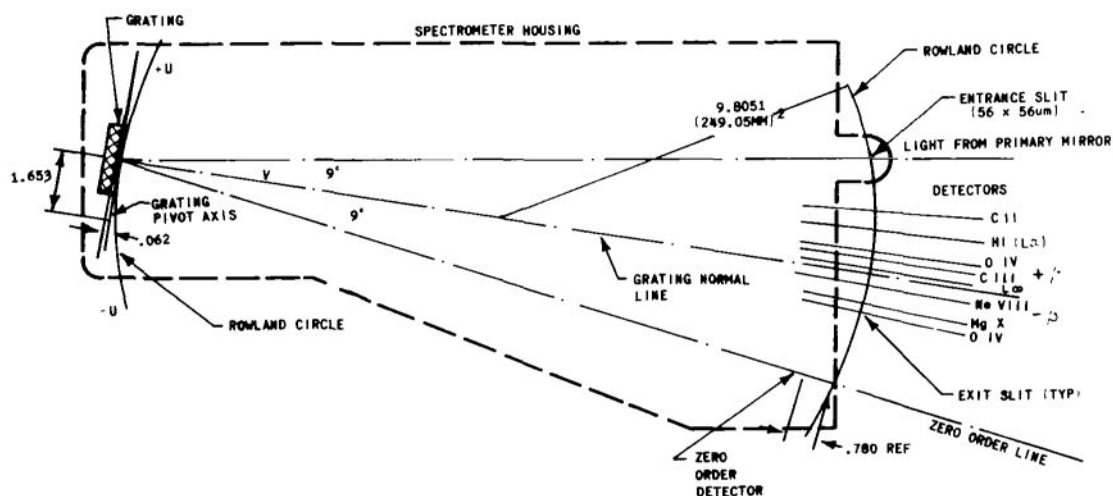 GRATING
SPECTROMETER HOUSING
ROWLAND CIRCLE
+U
9.8051
(249.05MM)2
ENTRANCE SLIT
(56 x 56um)
LIGHT FROM PRIMARY MIRROR
1.653
V
9°
9°
DETECTORS
GRATING
PIVOT AXIS
.062
C II
HI (Lα)
O IV
C III
+β
L∞
GRATING NORMAL
LINE
Ne VIII
-β
Mg X
O IV
-U
ROWLAND CIRCLE
EXIT SLIT (TYP)
ZERO ORDER LINE
.780 REF
ZERO
ORDER
DETECTOR